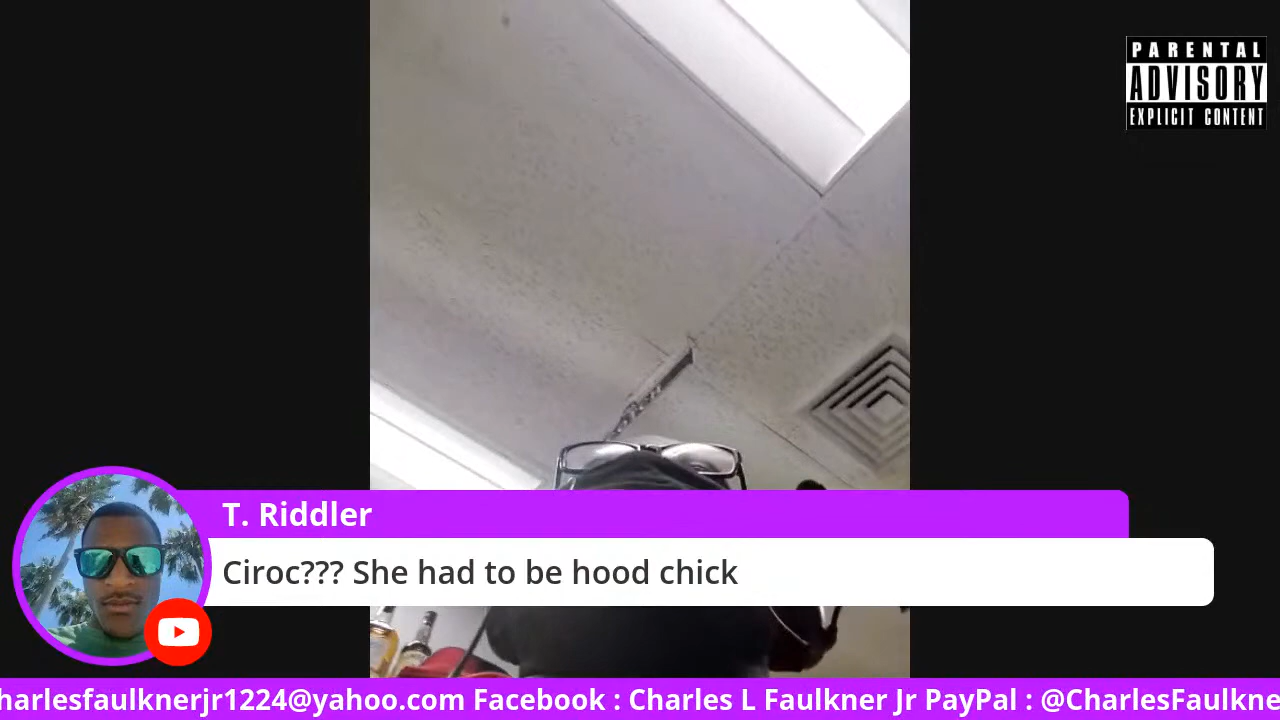 PARENTAL
ADVISORY
EXPLICIT CONTENT
T. Riddler
Ciroc??? She had to be hood chick
harlesfaulknerjr1224@yahoo.com Facebook : Charles L Faulkner Jr PayPal : @CharlesFaulkne